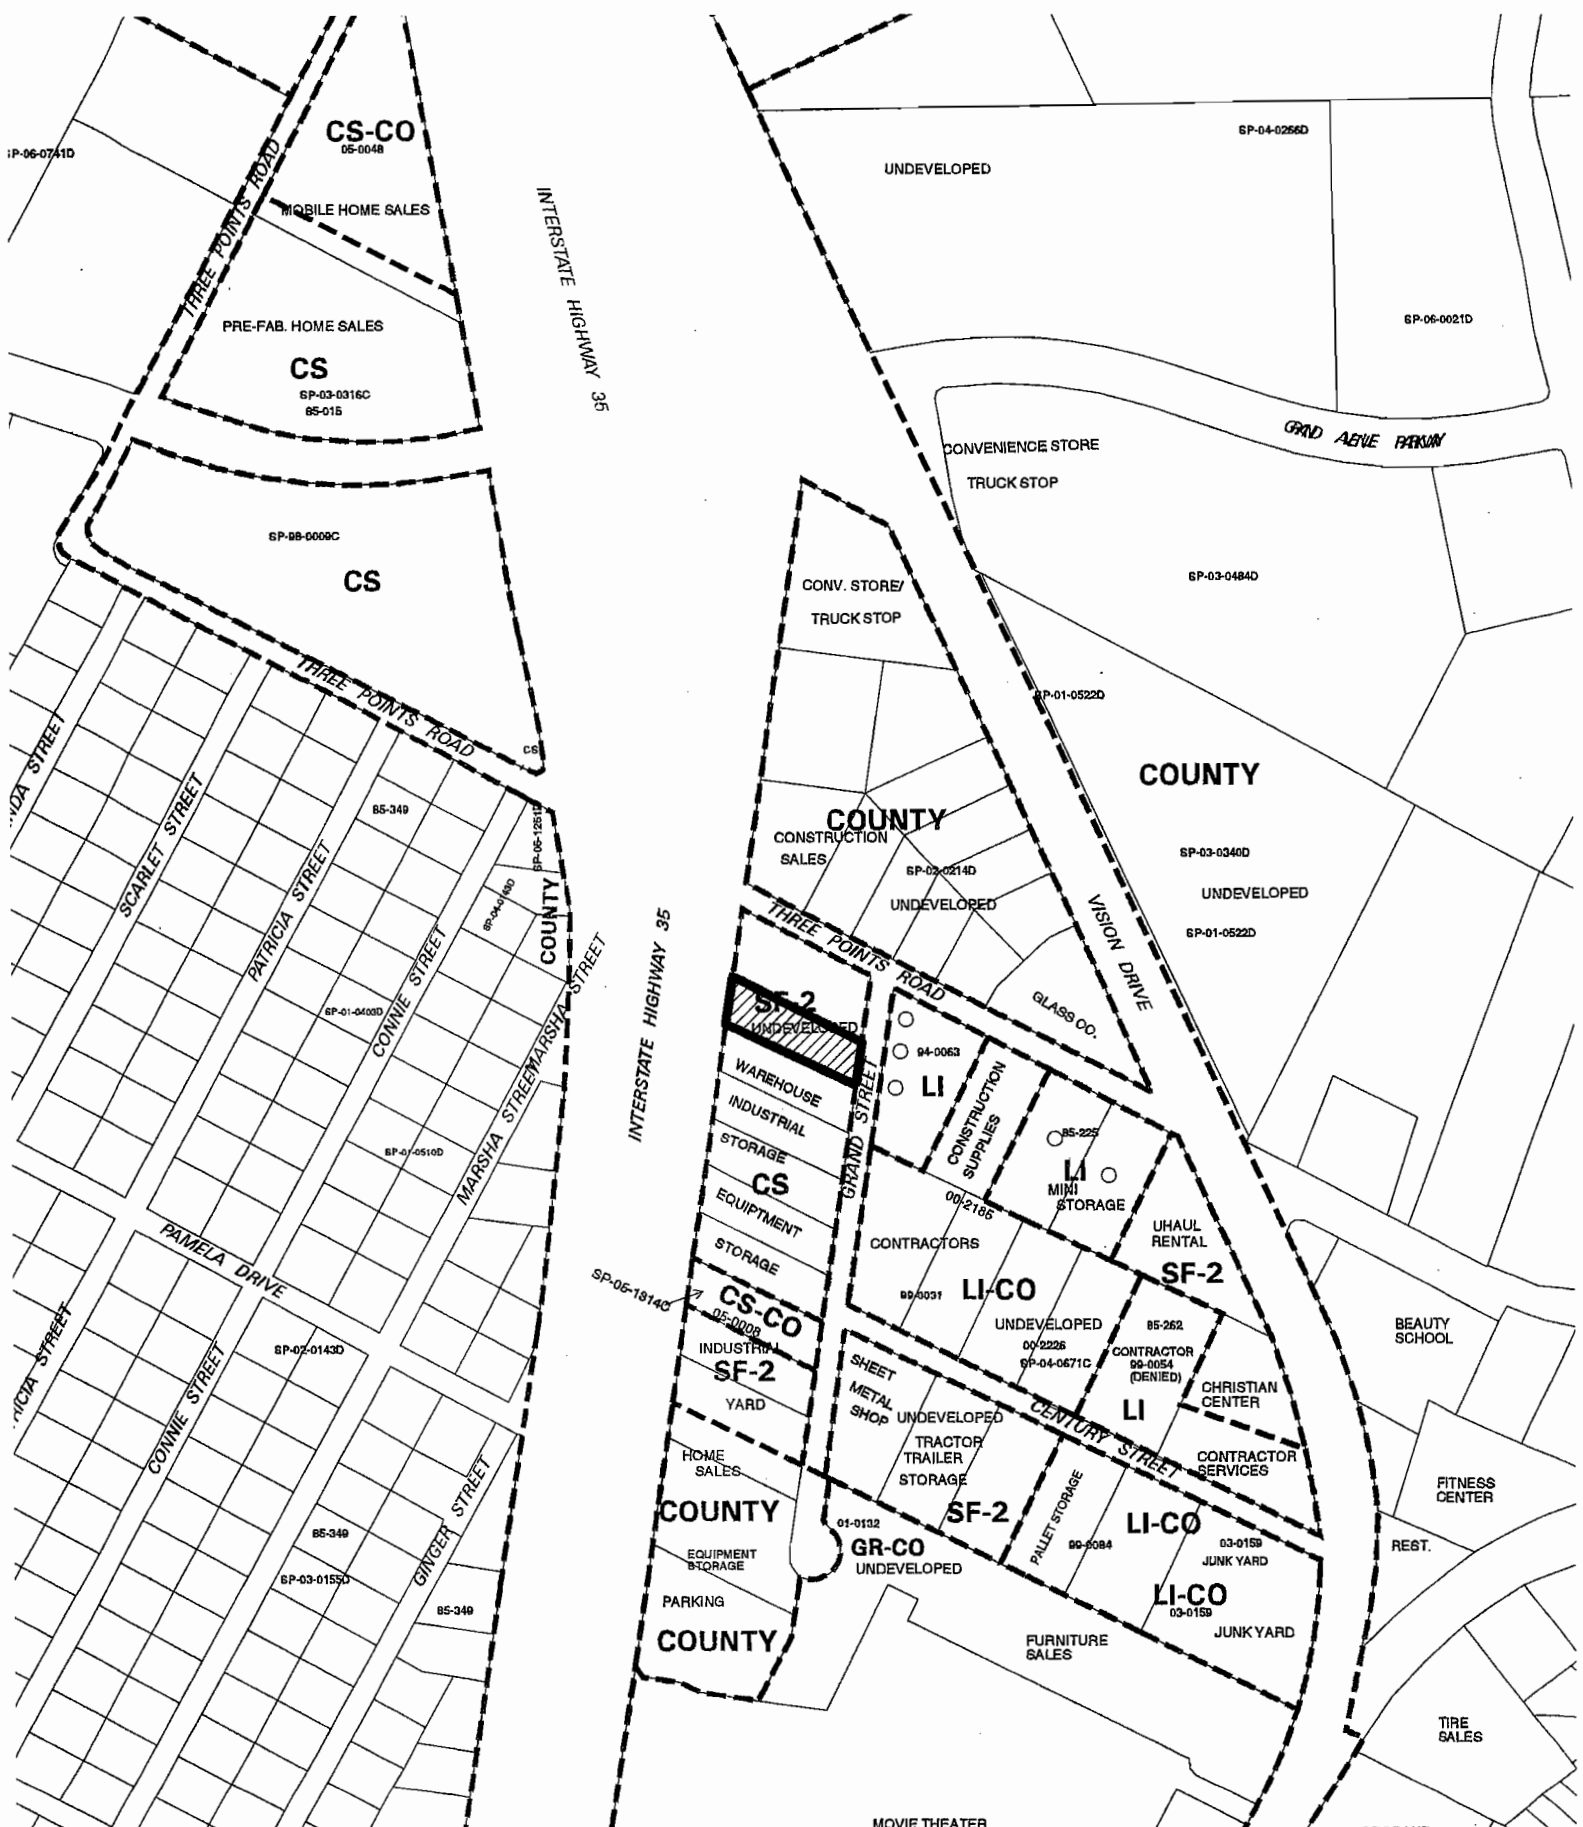 CS-CO
05-0048
SP-04-0266D
UNDEVELOPED
THREE POINTS ROAD
MOBILE HOME SALES
INTERSTATE HIGHWAY 35
PRE-FAB. HOME SALES
SP-06-0021D
CS
SP-03-0316C
85-015
GRAND AVENUE PARKWAY
CONVENIENCE STORE
TRUCK STOP
SP-98-0009C
CS
SP-03-0484D
CONV. STORE/
TRUCK STOP
THREE POINTS ROAD
CS
SP-01-0522D
COUNTY
SCARLET STREET
85-349
COUNTY
CONSTRUCTION
SALES
SP-03-0340D
UNDEVELOPED
SP-02-0214D
UNDEVELOPED
SP-01-0522D
VISION DRIVE
PATRICIA STREET
COUNTY
CONNIE STREET
MARSHA STREET
MARSHA STREET
INTERSTATE HIGHWAY 35
THREE POINTS ROAD
SF-2
UNDEVELOPED
GLASS CO.
SP-01-0403D
94-0063
LI
CONSTRUCTION
SUPPLIES
WAREHOUSE
INDUSTRIAL
STORAGE
CS
EQUIPTMENT
STORAGE
GRAND STREET
85-225
LI
MINI
STORAGE
SP-01-0510D
00-2185
UHAUL
RENTAL
SF-2
PAMELA DRIVE
CONTRACTORS
99-0031
LI-CO
CS-CO
05-0008
INDUSTRIAL
SF-2
YARD
UNDEVELOPED
00-2226
SP-04-0671C
85-262
CONTRACTOR
99-0054
(DENIED)
LI
CHRISTIAN
CENTER
BEAUTY
SCHOOL
SP-02-0143D
CONNIE STREET
SHEET
METAL
SHOP
UNDEVELOPED
TRACTOR
TRAILER
STORAGE
CENTURY STREET
CONTRACTOR
SERVICES
HOME
SALES
COUNTY
SF-2
PALLET STORAGE
FITNESS
CENTER
GINGER STREET
85-349
SP-03-0155D
85-349
01-0132
GR-CO
UNDEVELOPED
LI-CO
99-0084
03-0159
JUNK YARD
REST.
EQUIPMENT
STORAGE
PARKING
COUNTY
LI-CO
03-0159
JUNK YARD
FURNITURE
SALES
TIRE
SALES
MOVIE THEATER